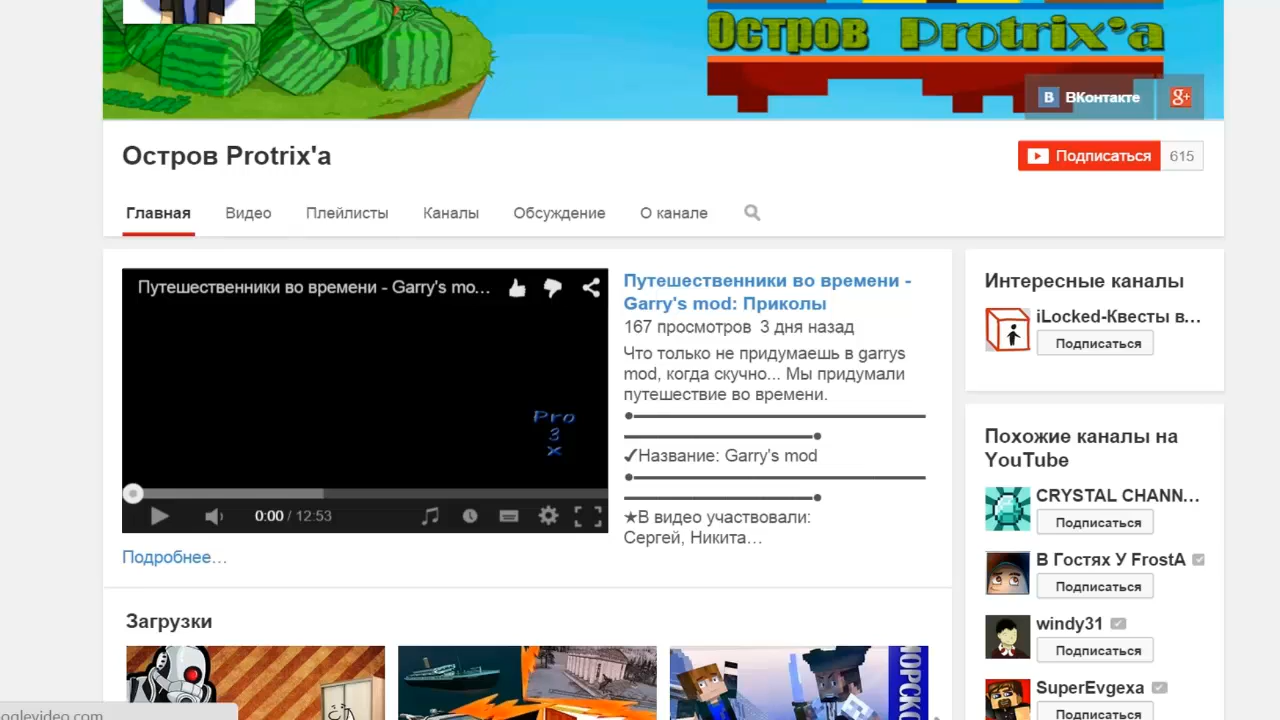 Остров Protrix'a
ВКонтакте
g+
Остров Protrix'a
Подписаться 615
Главная Видео Плейлисты Каналы Обсуждение О канале
Путешественники во времени - Garry's mo...
Pro
3
X
0:00 / 12:53
Подробнее...
Путешественники во времени -
Garry's mod: Приколы
167 просмотров 3 дня назад
Что только не придумаешь в garrys
mod, когда скучно... Мы придумали
путешествие во времени.
✔Название: Garry's mod
★В видео участвовали:
Сергей, Никита...
Интересные каналы
iLocked-Квесты в...
Подписаться
Похожие каналы на
YouTube
CRYSTAL CHANN...
Подписаться
В Гостях У FrostA
Подписаться
windy31
Подписаться
SuperEvgexa
Подписаться
Загрузки
oglevideo.com